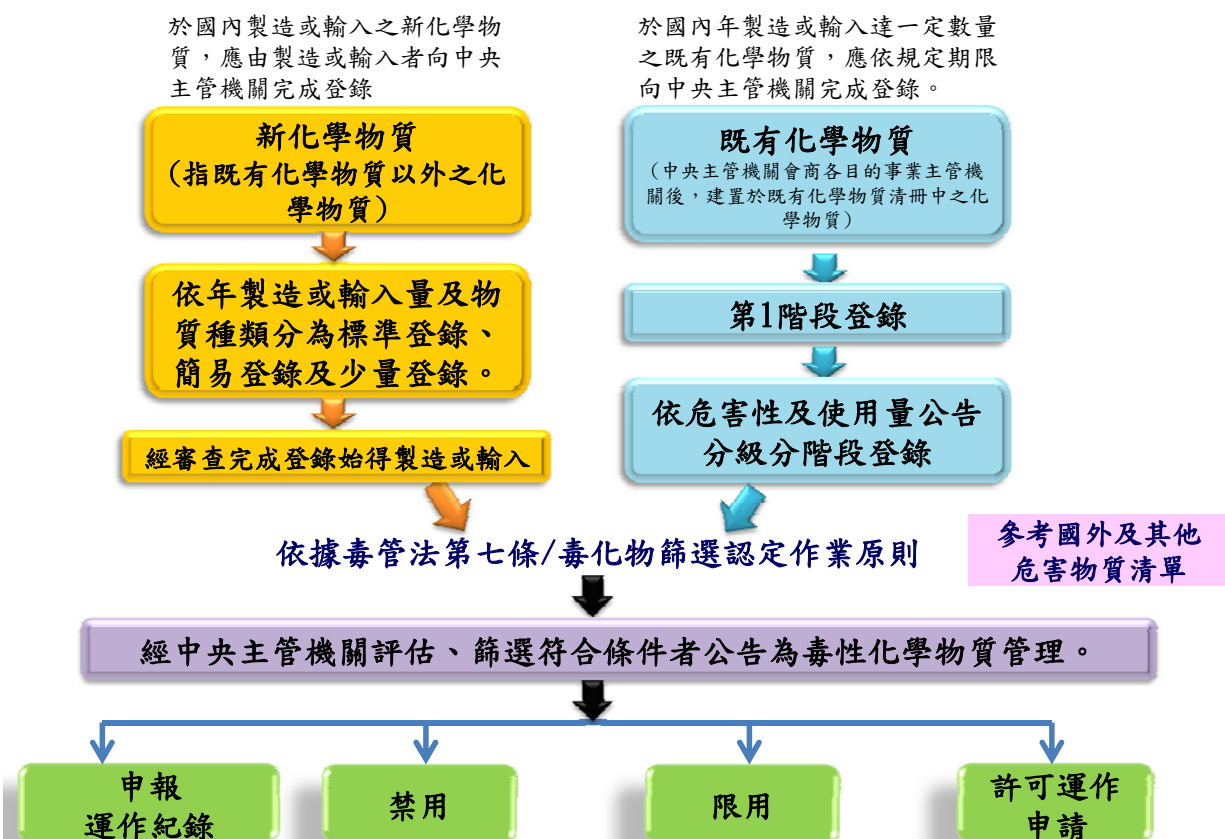 於國內製造或輸入之新化學物
質，應由製造或輸入者向中央
主管機關完成登錄
於國內年製造或輸入達一定數量
之既有化學物質，應依規定期限
向中央主管機關完成登錄。
新化學物質
(指既有化學物質以外之化
學物質)
既有化學物質
(中央主管機關會商各目的事業主管機
關後，建置於既有化學物質清冊中之化
學物質)
依年製造或輸入量及物
質種類分為標準登錄、
簡易登錄及少量登錄。
第1階段登錄
依危害性及使用量公告
分級分階段登錄
經審查完成登錄始得製造或輸入
依據毒管法第七條/毒化物篩選認定作業原則
參考國外及其他
危害物質清單
經中央主管機關評估、篩選符合條件者公告為毒性化學物質管理。
申報
運作紀錄
禁用
限用
許可運作
申請